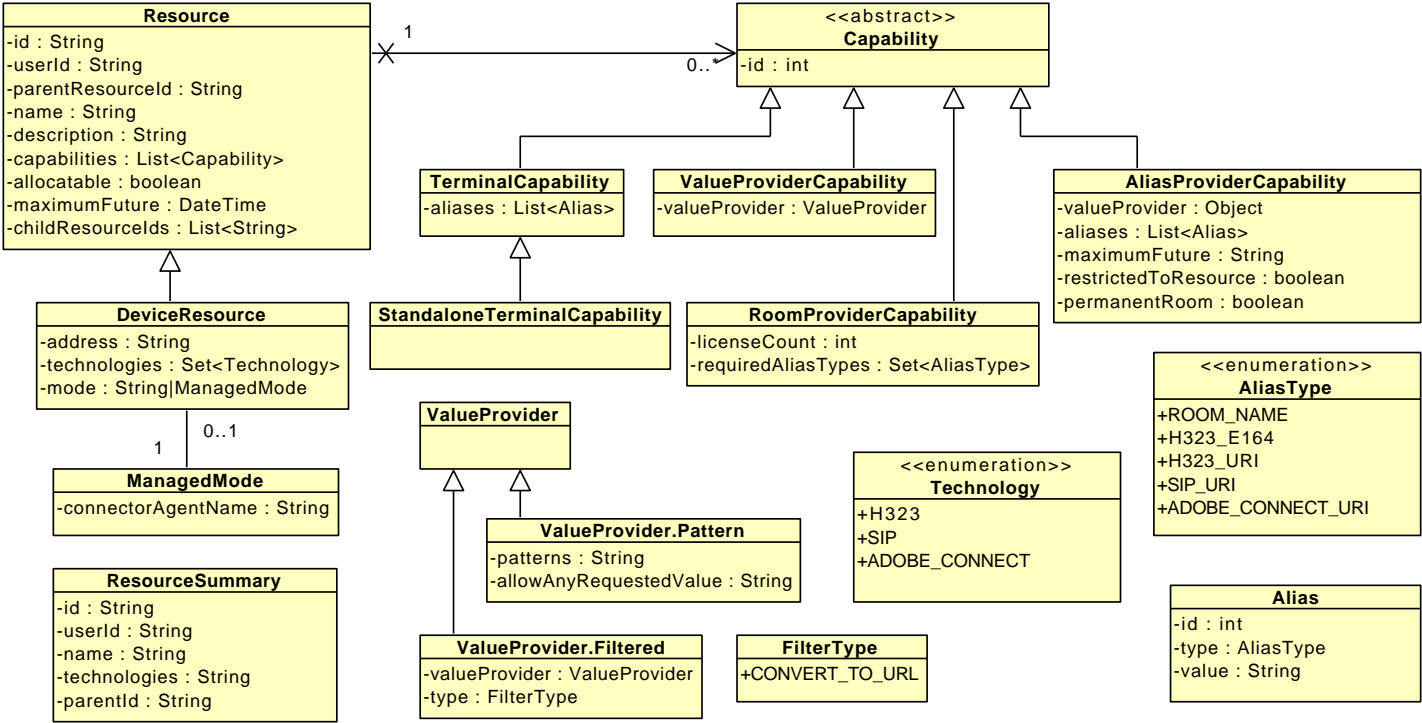 Resource
-id : String
-userId : String
-parentResourceId : String
-name : String
-description : String
-capabilities : List<Capability>
-allocatable : boolean
-maximumFuture : DateTime
-childResourceIds : List<String>
1
0..*
<<abstract>>
Capability
-id : int
TerminalCapability
-aliases : List<Alias>
ValueProviderCapability
-valueProvider : ValueProvider
AliasProviderCapability
-valueProvider : Object
-aliases : List<Alias>
-maximumFuture : String
-restrictedToResource : boolean
-permanentRoom : boolean
DeviceResource
-address : String
-technologies : Set<Technology>
-mode : String|ManagedMode
StandaloneTerminalCapability
RoomProviderCapability
-licenseCount : int
-requiredAliasTypes : Set<AliasType>
<<enumeration>>
AliasType
+ROOM_NAME
+H323_E164
+H323_URI
+SIP_URI
+ADOBE_CONNECT_URI
0..1
1
ManagedMode
-connectorAgentName : String
ValueProvider
ValueProvider.Pattern
-patterns : String
-allowAnyRequestedValue : String
<<enumeration>>
Technology
+H323
+SIP
+ADOBE_CONNECT
ResourceSummary
-id : String
-userId : String
-name : String
-technologies : String
-parentId : String
ValueProvider.Filtered
-valueProvider : ValueProvider
-type : FilterType
FilterType
+CONVERT_TO_URL
Alias
-id : int
-type : AliasType
-value : String